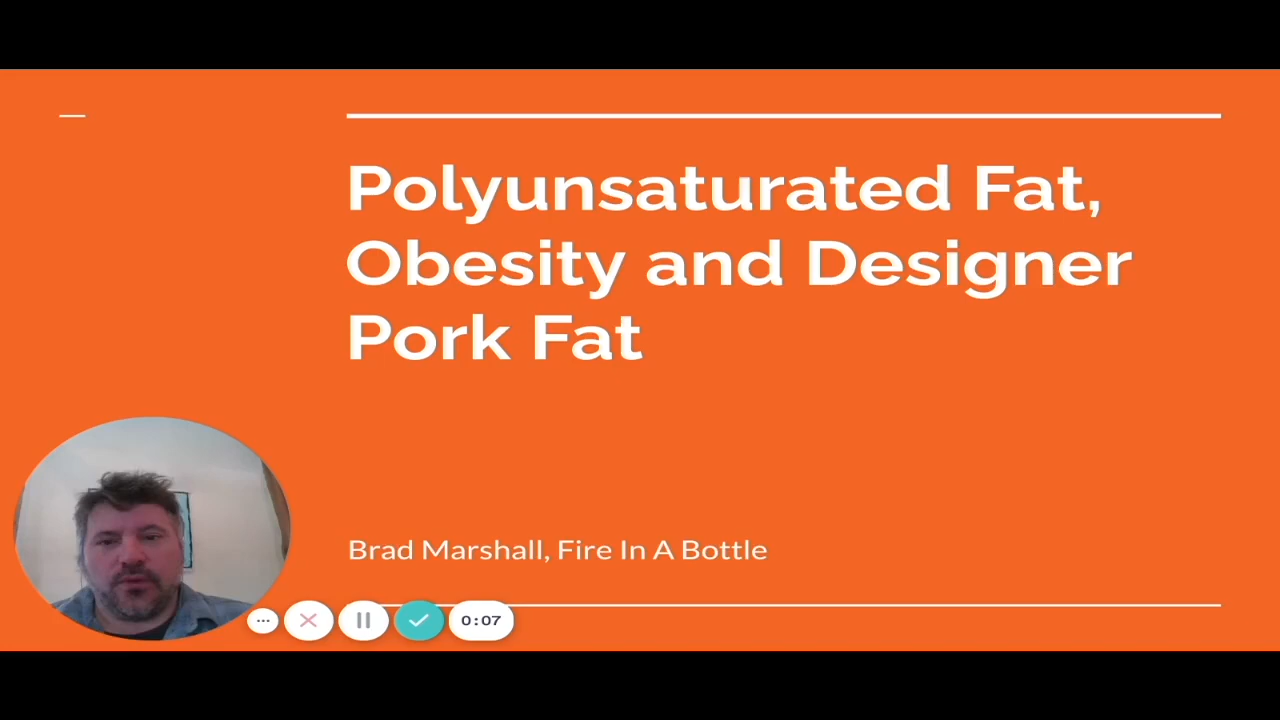 Polyunsaturated Fat,
Obesity and Designer
Pork Fat
Brad Marshall, Fire In A Bottle
0:07